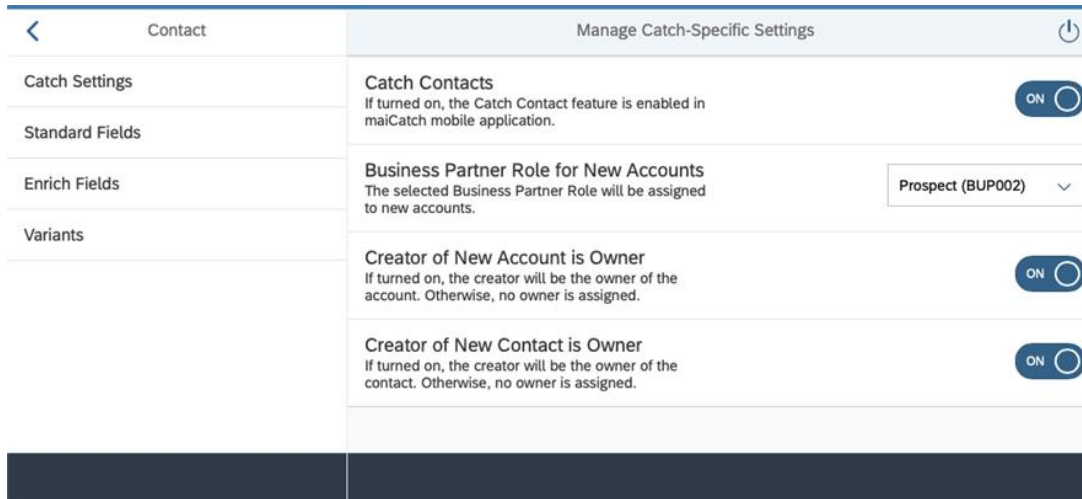 Contact
Manage Catch-Specific Settings
Catch Settings
Standard Fields
Enrich Fields
Variants
Catch Contacts
If turned on, the Catch Contact feature is enabled in
maiCatch mobile application.
ON
Business Partner Role for New Accounts
The selected Business Partner Role will be assigned
to new accounts.
Prospect (BUP002)
Creator of New Account is Owner
If turned on, the creator will be the owner of the
account. Otherwise, no owner is assigned.
ON
Creator of New Contact is Owner
If turned on, the creator will be the owner of the
contact. Otherwise, no owner is assigned.
ON